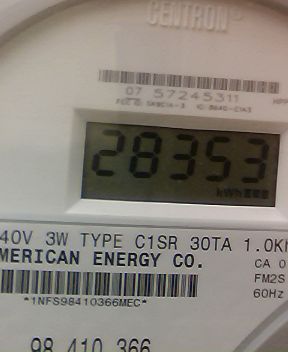 CENTRON®
07 57245311
28353
kWh
40V 3W TYPE C1SR 30TA 1.0Kh
MERICAN ENERGY CO.
CA 0
FM2S
60Hz
*1NFS98410366MEC*
98 410 366